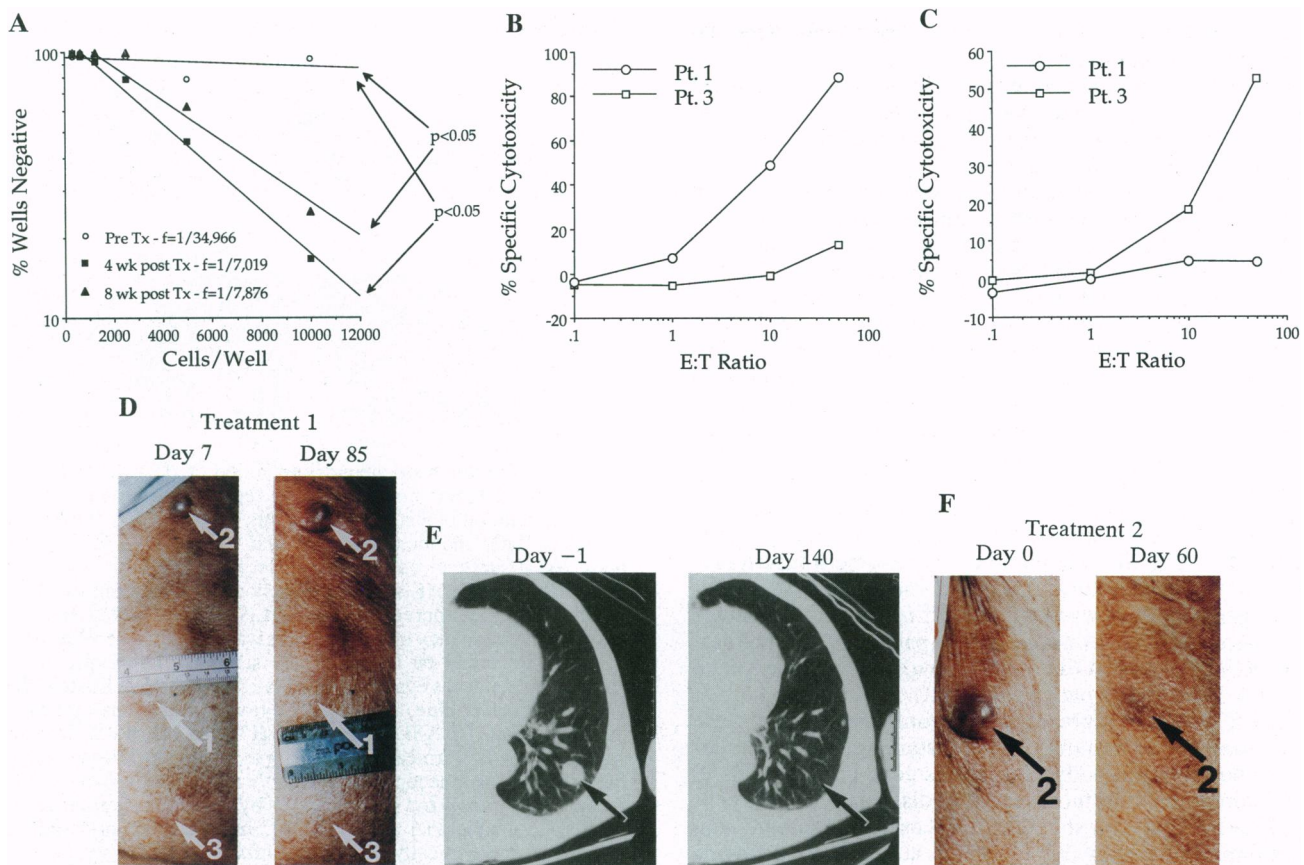 A
% Wells Negative
100
10
Pre Tx - f=1/34,966
4 wk post Tx - f=1/7,019
8 wk post Tx - f=1/7,876
p<0.05
p<0.05
0 2000 4000 6000 8000 10000 12000
Cells/Well
B
% Specific Cytotoxicity
100
80
60
40
20
0
-20
Pt. 1
Pt. 3
.1 1 10 100
E:T Ratio
C
% Specific Cytotoxicity
60
50
40
30
20
10
0
-10
Pt. 1
Pt. 3
.1 1 10 100
E:T Ratio
D
Treatment 1
Day 7
Day 85
2
4 5 6
1
3
2
1
3
E
Day −1
Day 140
F
Treatment 2
Day 0
Day 60
2
2